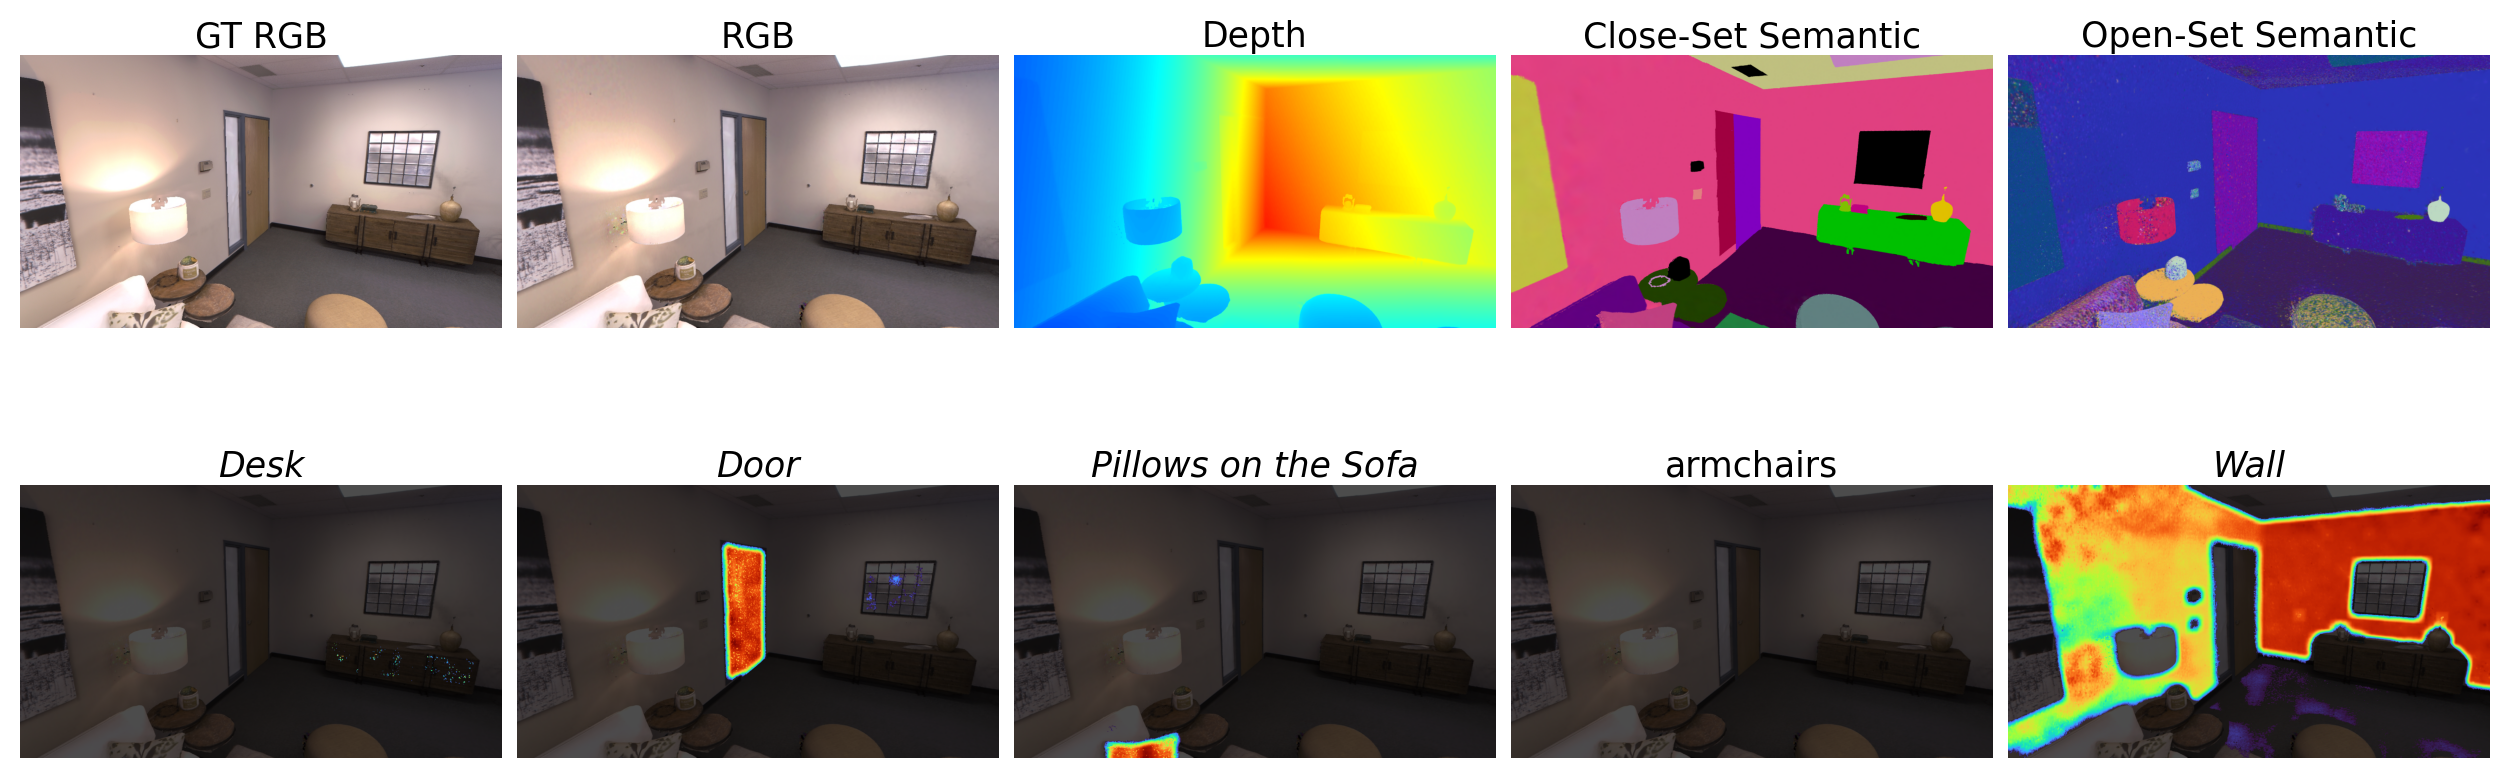 GT RGB
RGB
Depth
Close-Set Semantic
Open-Set Semantic
Desk
Door
Pillows on the Sofa
armchairs
Wall